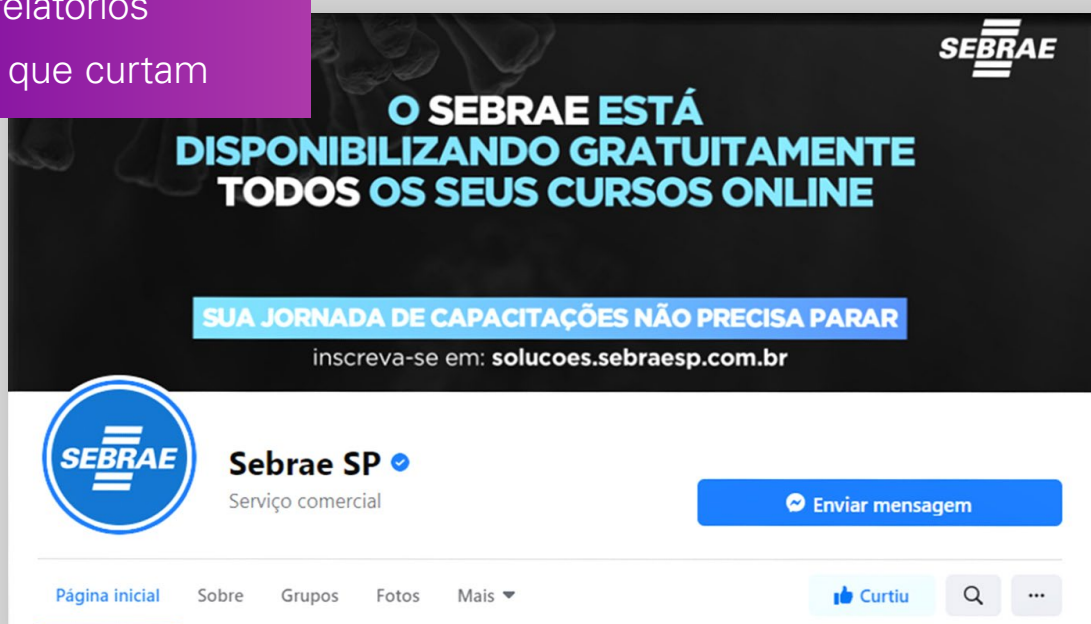 relatórios
que curtam
SEBRAE
O SEBRAE ESTÁ
DISPONIBILIZANDO GRATUITAMENTE
TODOS OS SEUS CURSOS ONLINE
SUA JORNADA DE CAPACITAÇÕES NÃO PRECISA PARAR
inscreva-se em: solucoes.sebraesp.com.br
SEBRAE
Sebrae SP
Serviço comercial
Enviar mensagem
Página inicial Sobre Grupos Fotos Mais Curtiu ...